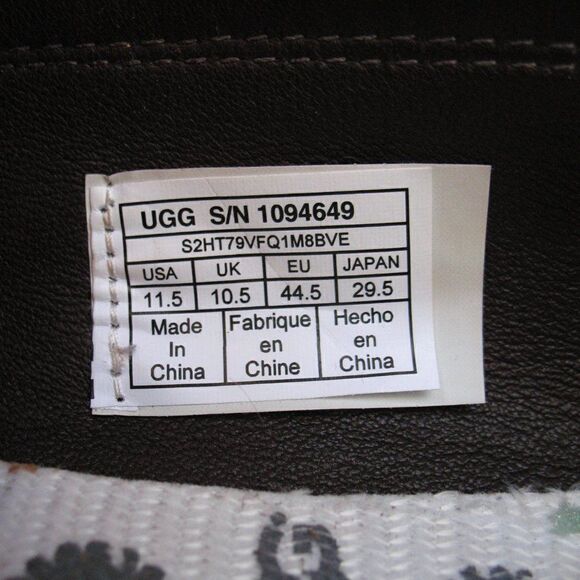 UGG S/N 1094649
S2HT79VFQ1M8BVE
USA UK EU JAPAN
11.5 10.5 44.5 29.5
Made Fabrique Hecho
In en en
China Chine China